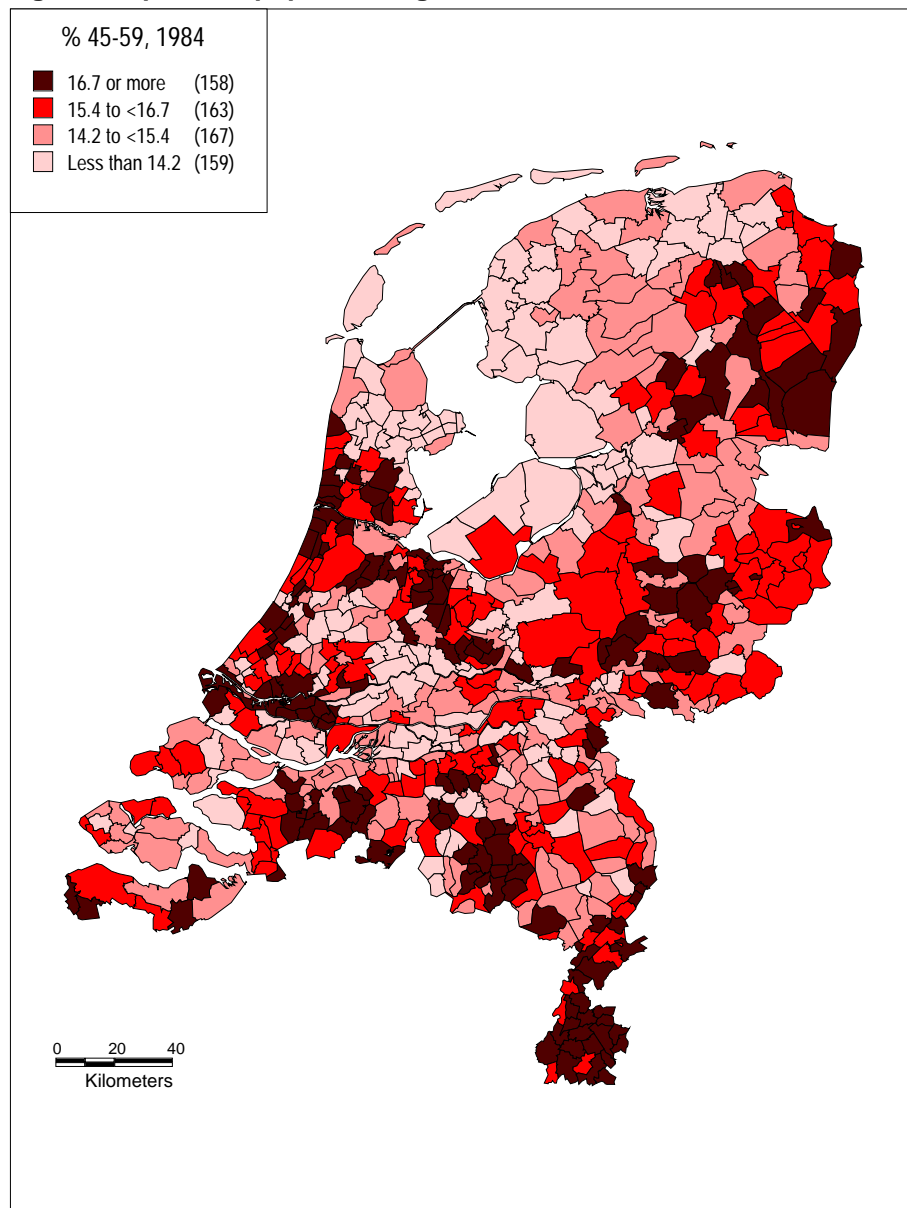 % 45-59, 1984
16.7 or more (158)
15.4 to <16.7 (163)
14.2 to <15.4 (167)
Less than 14.2 (159)
0 20 40
Kilometers